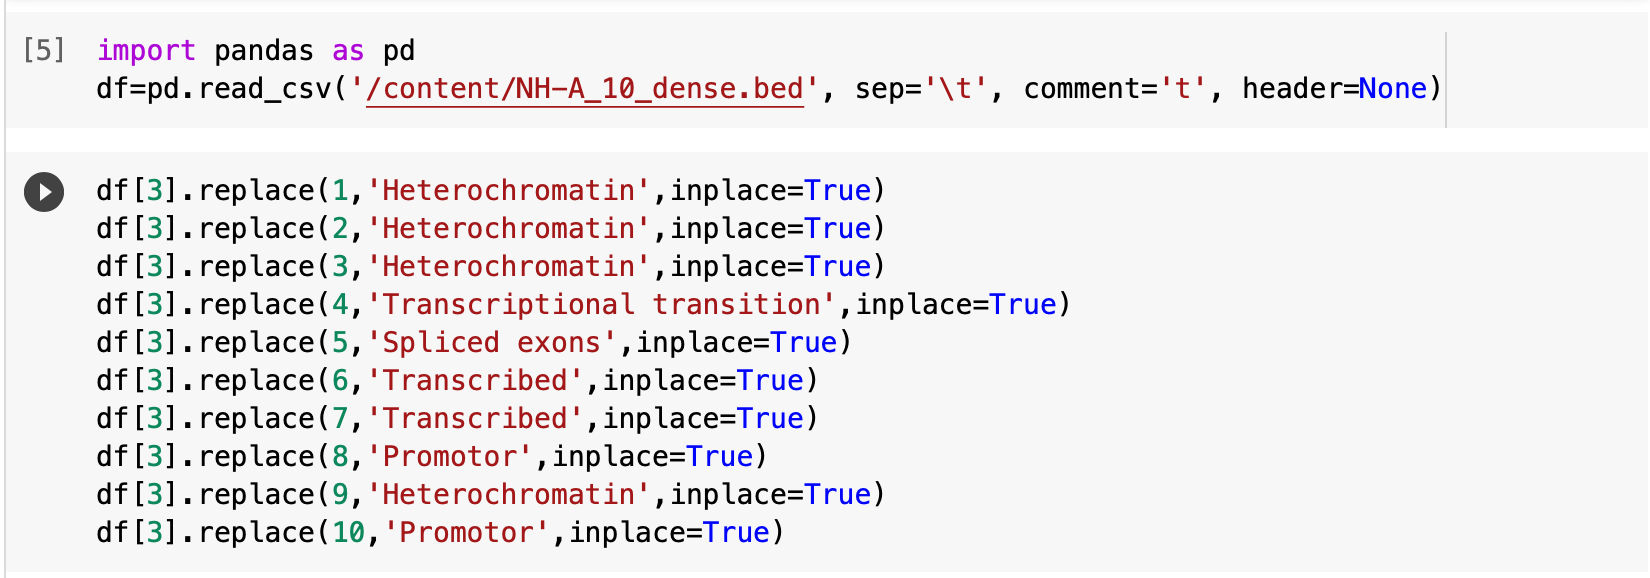 [5] import pandas as pd
df=pd.read_csv('/content/NH-A_10_dense.bed', sep='\t', comment='t', header=None)
df[3].replace(1,'Heterochromatin',inplace=True)
df[3].replace(2,'Heterochromatin',inplace=True)
df[3].replace(3,'Heterochromatin',inplace=True)
df[3].replace(4,'Transcriptional transition',inplace=True)
df[3].replace(5,'Spliced exons',inplace=True)
df[3].replace(6,'Transcribed',inplace=True)
df[3].replace(7,'Transcribed',inplace=True)
df[3].replace(8,'Promotor',inplace=True)
df[3].replace(9,'Heterochromatin',inplace=True)
df[3].replace(10,'Promotor',inplace=True)